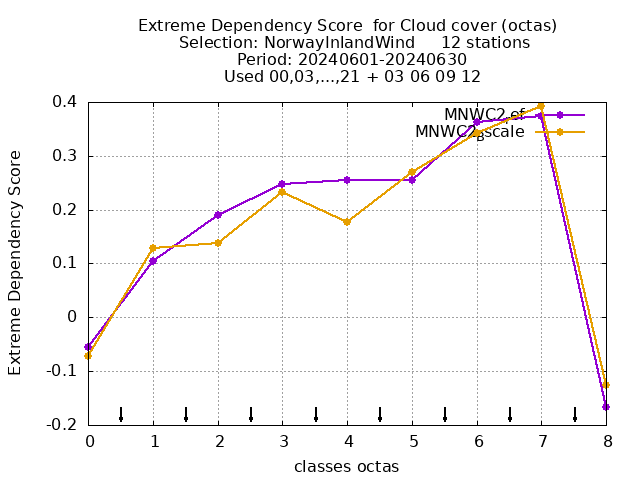 Extreme Dependency Score  for Cloud cover (octas)
Selection: NorwayInlandWind     12 stations
Period: 20240601-20240630
Used 00,03,...,21 + 03 06 09 12
Extreme Dependency Score
0.4
0.3
0.2
0.1
0
-0.1
-0.2
0 1 2 3 4 5 6 7 8
classes octas